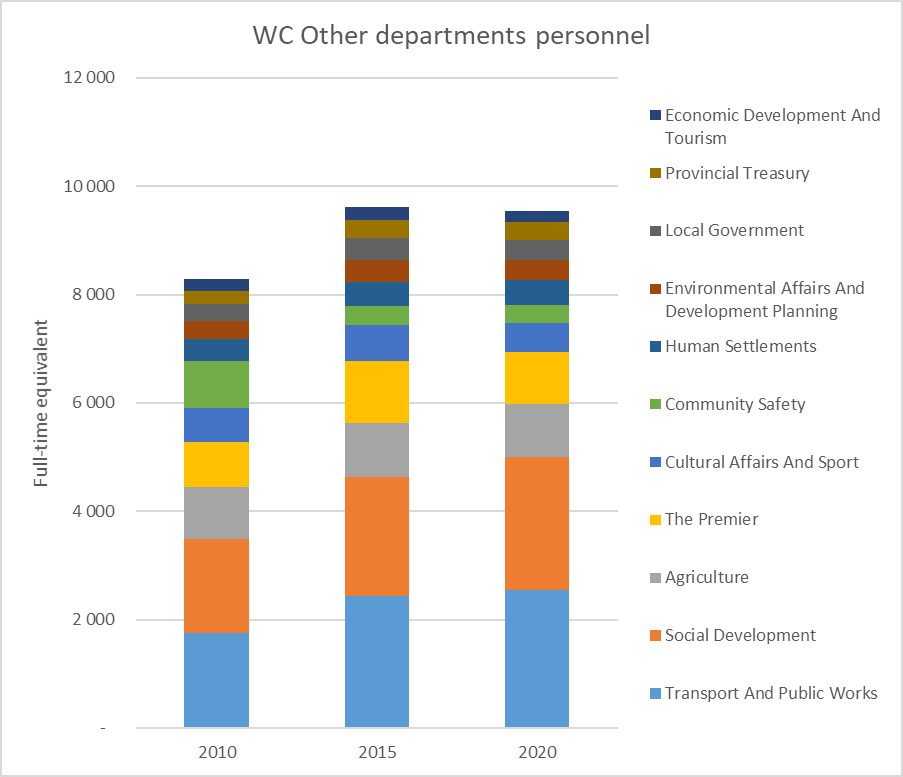 WC Other departments personnel
12 000
10 000
8 000
6 000
4 000
2 000
-
Full-time equivalent
2010
2015
2020
Economic Development And
Tourism
Provincial Treasury
Local Government
Environmental Affairs And
Development Planning
Human Settlements
Community Safety
Cultural Affairs And Sport
The Premier
Agriculture
Social Development
Transport And Public Works